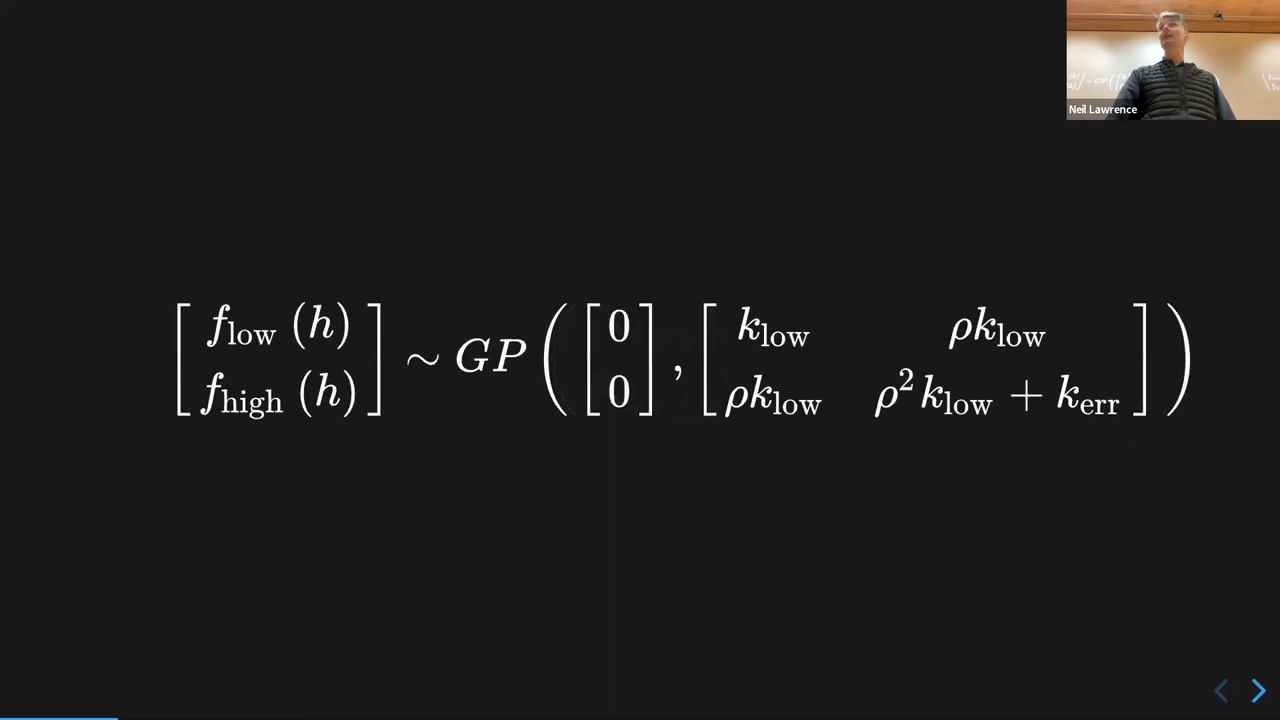 Neil Lawrence
[ f_low (h) ; f_high (h) ] ∼ GP ( [ 0 ; 0 ] , [ k_low  ρk_low ; ρk_low  ρ²k_low + k_err ] )